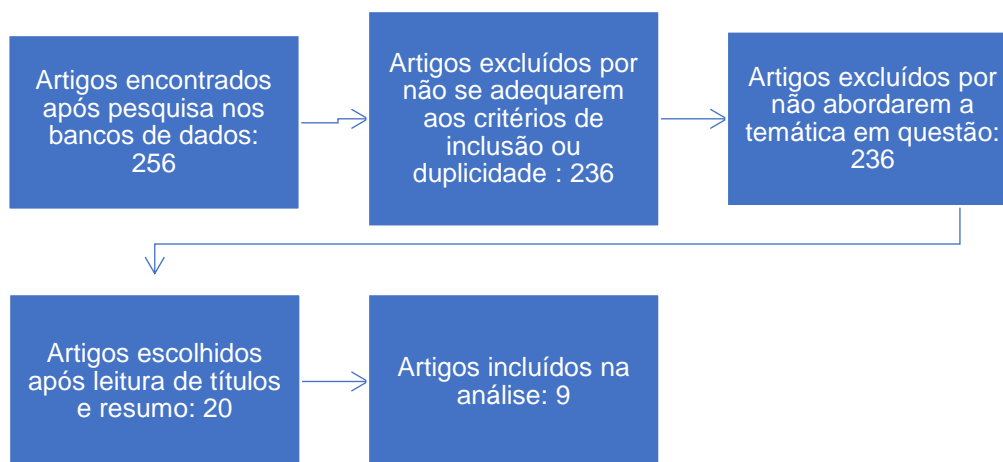 Artigos encontrados
após pesquisa nos
bancos de dados:
256
Artigos excluídos por
não se adequarem
aos critérios de
inclusão ou
duplicidade : 236
Artigos excluídos por
não abordarem a
temática em questão:
236
Artigos escolhidos
após leitura de títulos
e resumo: 20
Artigos incluídos na
análise: 9